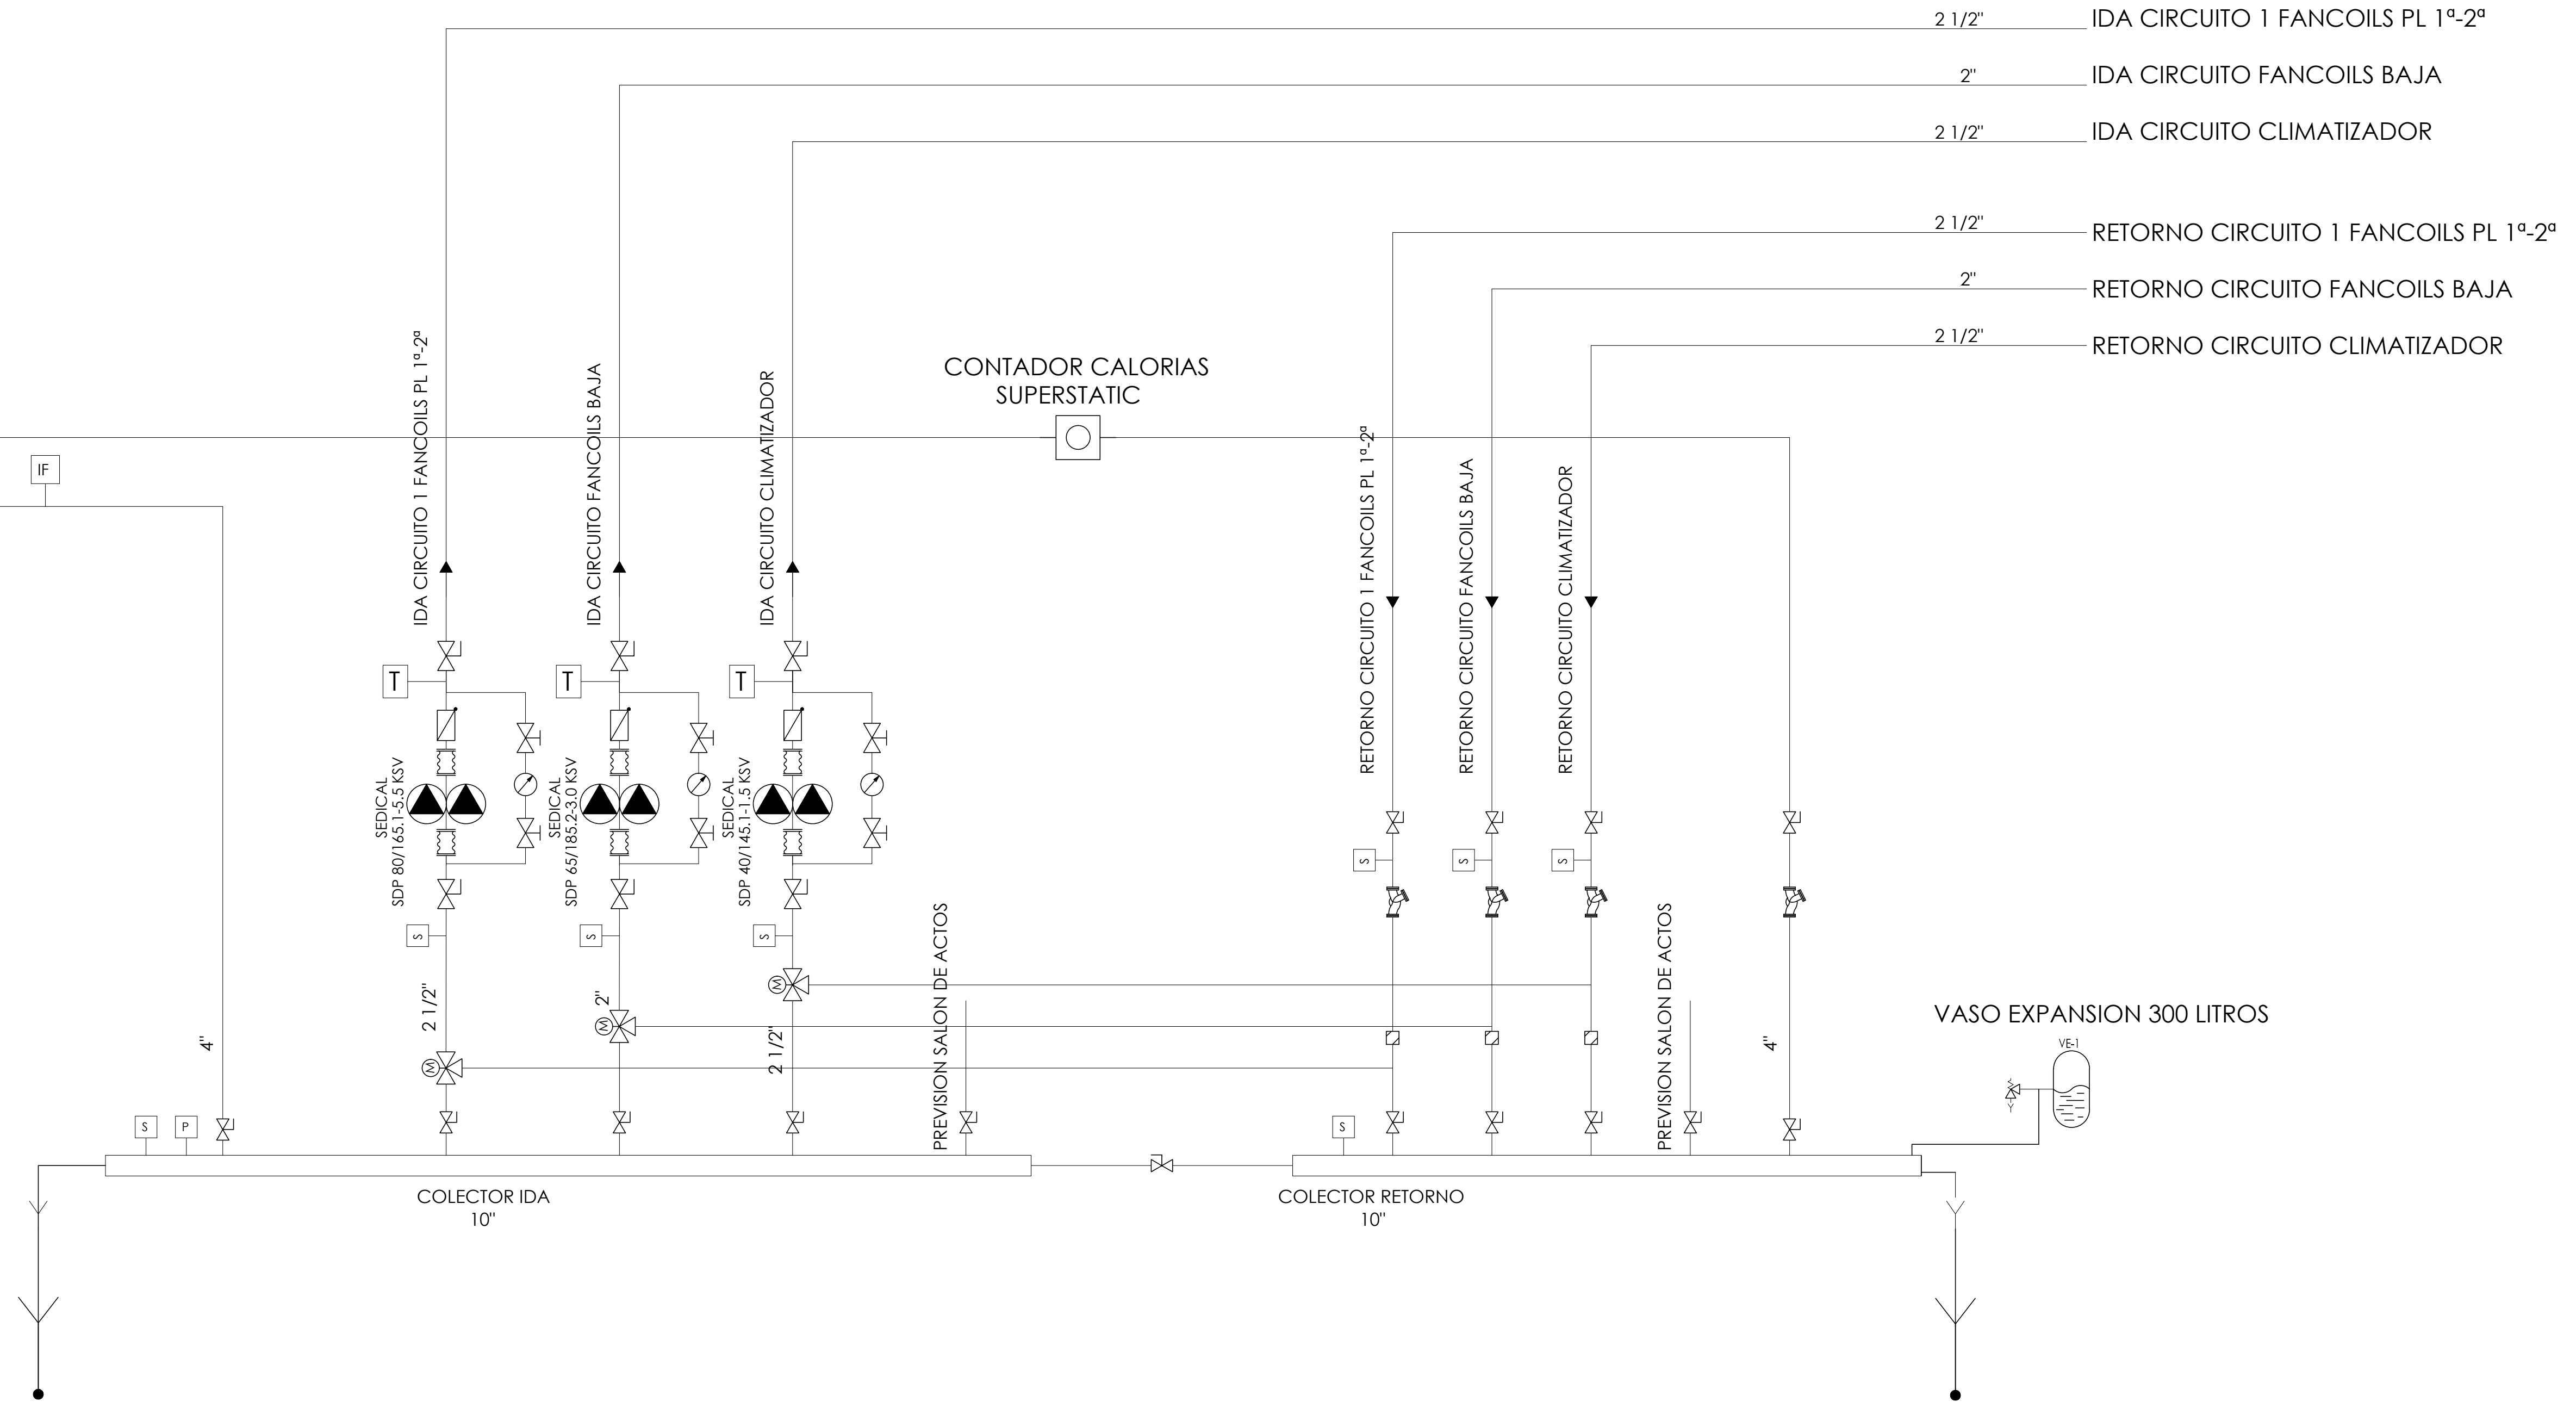 2 1/2"
IDA CIRCUITO 1 FANCOILS PL 1ª-2ª
2"
IDA CIRCUITO FANCOILS BAJA
2 1/2"
IDA CIRCUITO CLIMATIZADOR
2 1/2"
RETORNO CIRCUITO 1 FANCOILS PL 1ª-2ª
2"
RETORNO CIRCUITO FANCOILS BAJA
2 1/2"
RETORNO CIRCUITO CLIMATIZADOR
CONTADOR CALORIAS
SUPERSTATIC
IF
IDA CIRCUITO 1 FANCOILS PL 1ª-2ª
IDA CIRCUITO FANCOILS BAJA
IDA CIRCUITO CLIMATIZADOR
RETORNO CIRCUITO 1 FANCOILS PL 1ª-2ª
RETORNO CIRCUITO FANCOILS BAJA
RETORNO CIRCUITO CLIMATIZADOR
T
T
T
SEDICAL
SDP 80/165.1-5.5 KSV
SEDICAL
SDP 65/185.2-3.0 KSV
SEDICAL
SDP 40/145.1-1.5 KSV
S
S
S
S
S
S
M
M
M
4"
2 1/2"
2"
2 1/2"
PREVISION SALON DE ACTOS
PREVISION SALON DE ACTOS
4"
VASO EXPANSION 300 LITROS
VE-1
S
P
S
COLECTOR IDA
10"
COLECTOR RETORNO
10"